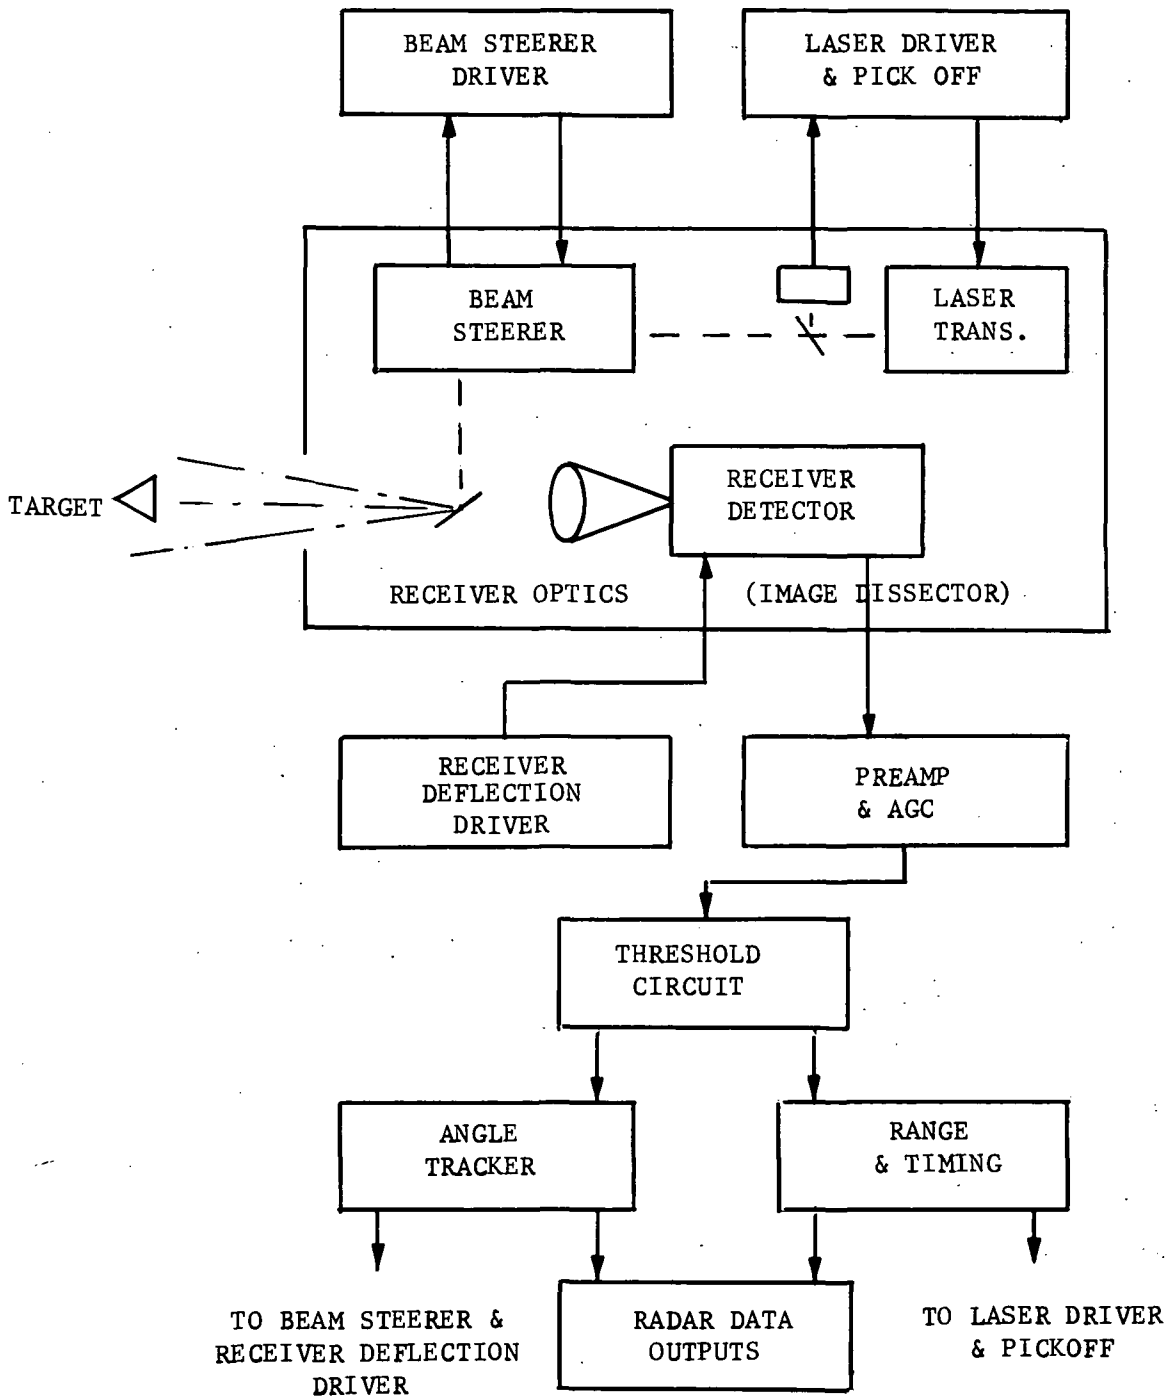 BEAM STEERER
DRIVER
LASER DRIVER
& PICK OFF
BEAM
STEERER
LASER
TRANS.
TARGET
RECEIVER
DETECTOR
RECEIVER OPTICS
(IMAGE DISSECTOR)
RECEIVER
DEFLECTION
DRIVER
PREAMP
& AGC
THRESHOLD
CIRCUIT
ANGLE
TRACKER
RANGE
& TIMING
TO BEAM STEERER &
RECEIVER DEFLECTION
DRIVER
RADAR DATA
OUTPUTS
TO LASER DRIVER
& PICKOFF